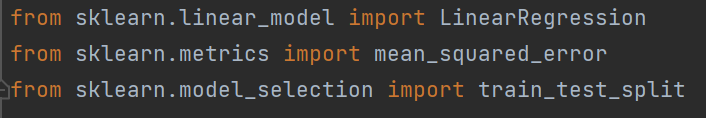 from sklearn.linear_model import LinearRegression
from sklearn.metrics import mean_squared_error
from sklearn.model_selection import train_test_split